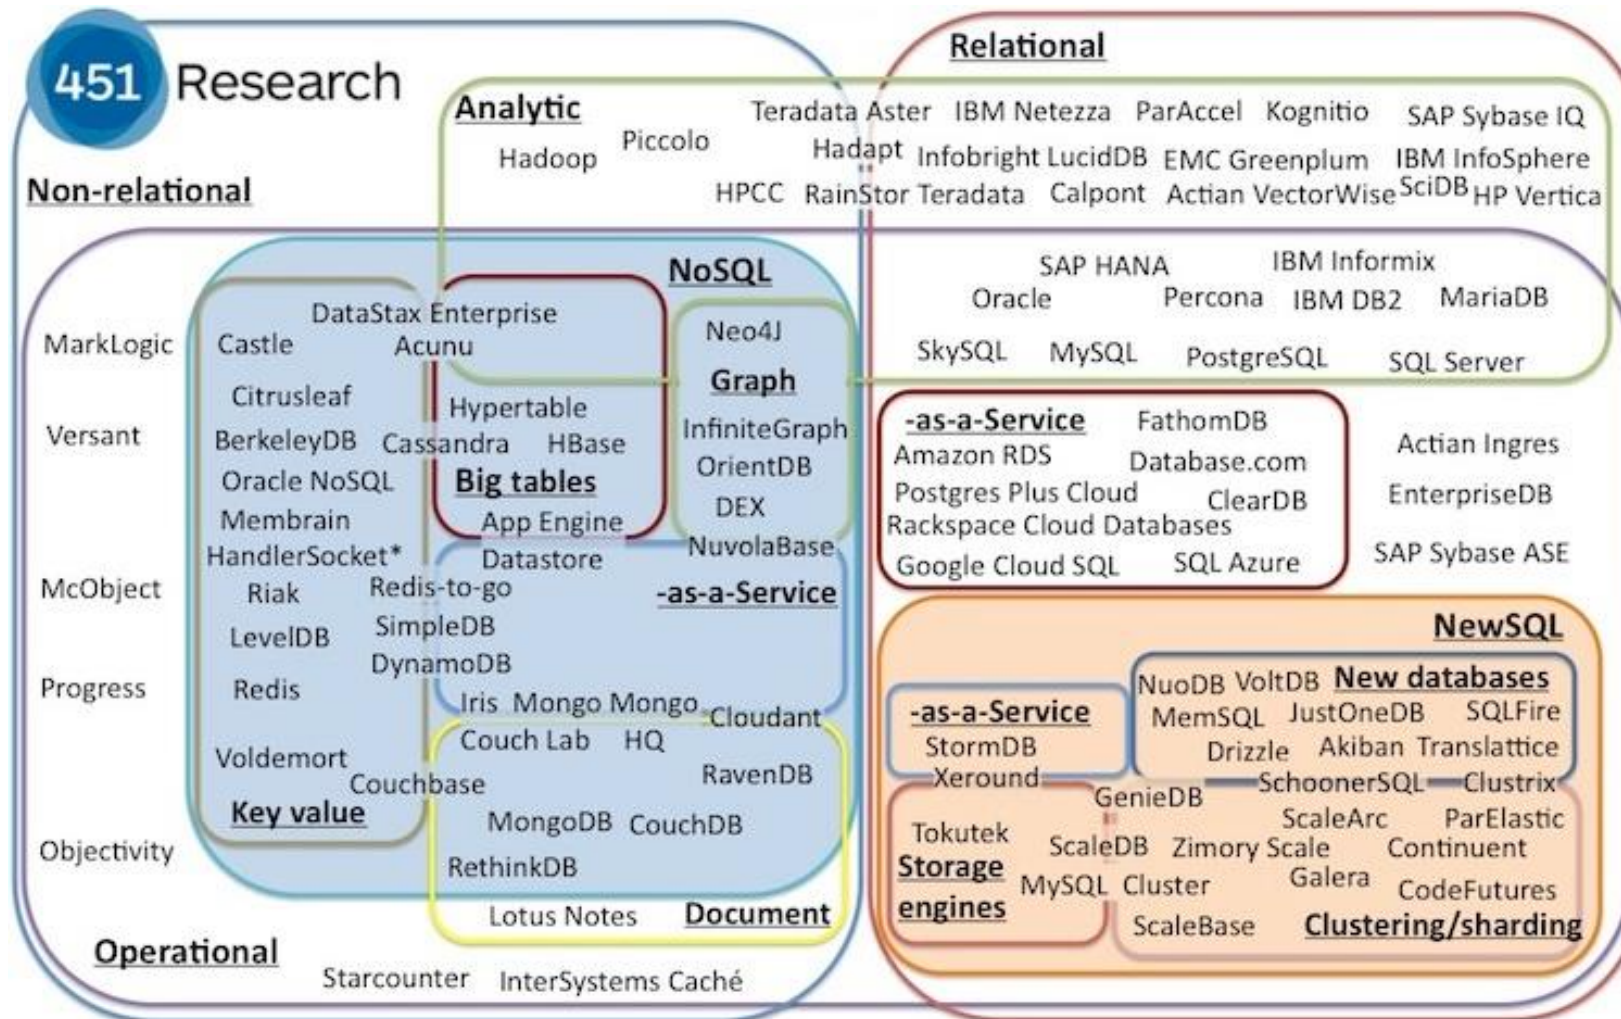 451 Research
Relational
Analytic
Teradata Aster IBM Netezza ParAccel Kognitio SAP Sybase IQ
Piccolo
Hadoop
Hadapt Infobright LucidDB EMC Greenplum IBM InfoSphere
Non-relational
HPCC RainStor Teradata Calpont Actian VectorWise SciDB HP Vertica
NoSQL
SAP HANA IBM Informix
Oracle Percona IBM DB2 MariaDB
DataStax Enterprise
Neo4J
MarkLogic Castle Acunu
SkySQL MySQL PostgreSQL SQL Server
Graph
Citrusleaf
Hypertable
-as-a-Service FathomDB
Versant BerkeleyDB Cassandra HBase InfiniteGraph
Actian Ingres
Amazon RDS Database.com
OrientDB
Oracle NoSQL Big tables
Postgres Plus Cloud ClearDB EnterpriseDB
DEX
Membrain App Engine
Rackspace Cloud Databases
HandlerSocket* Datastore NuvolaBase
Google Cloud SQL SQL Azure SAP Sybase ASE
McObject Riak Redis-to-go -as-a-Service
LevelDB SimpleDB
NewSQL
DynamoDB
Progress Redis
NuoDB VoltDB New databases
Iris Mongo Mongo Cloudant
-as-a-Service MemSQL JustOneDB SQLFire
Couch Lab HQ
StormDB Drizzle Akiban Translattice
Voldemort RavenDB
Couchbase
Xeround SchoonerSQL Clustrix
GenieDB
Key value
MongoDB CouchDB
ScaleArc ParElastic
Tokutek
Objectivity
ScaleDB Zimory Scale Continuent
RethinkDB
Storage
engines
MySQL Cluster Galera CodeFutures
Lotus Notes Document
ScaleBase Clustering/sharding
Operational
Starcounter InterSystems Caché